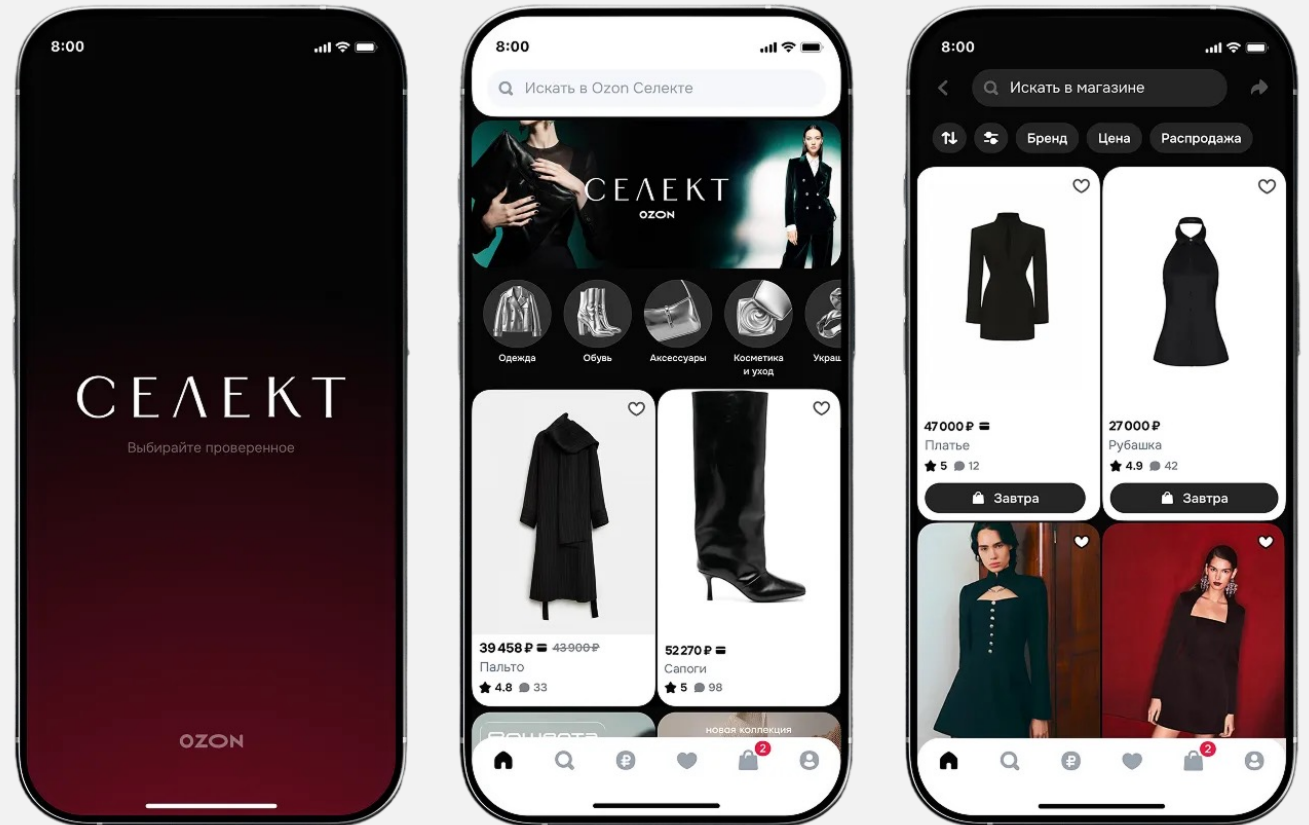 8:00
СЕЛЕКТ
Выбирайте проверенное
OZON
8:00
Искать в Ozon Селекте
СЕЛЕКТ
OZON
Одежда
Обувь
Аксессуары
Косметика
и уход
Украш
39 458 ₽ 43 900 ₽
Пальто
4.8 33
52 270 ₽
Сапоги
5 98
новая коллекция
2
8:00
Искать в магазине
Бренд
Цена
Распродажа
47 000 ₽
Платье
5 12
Завтра
27 000 ₽
Рубашка
4.9 42
Завтра
2